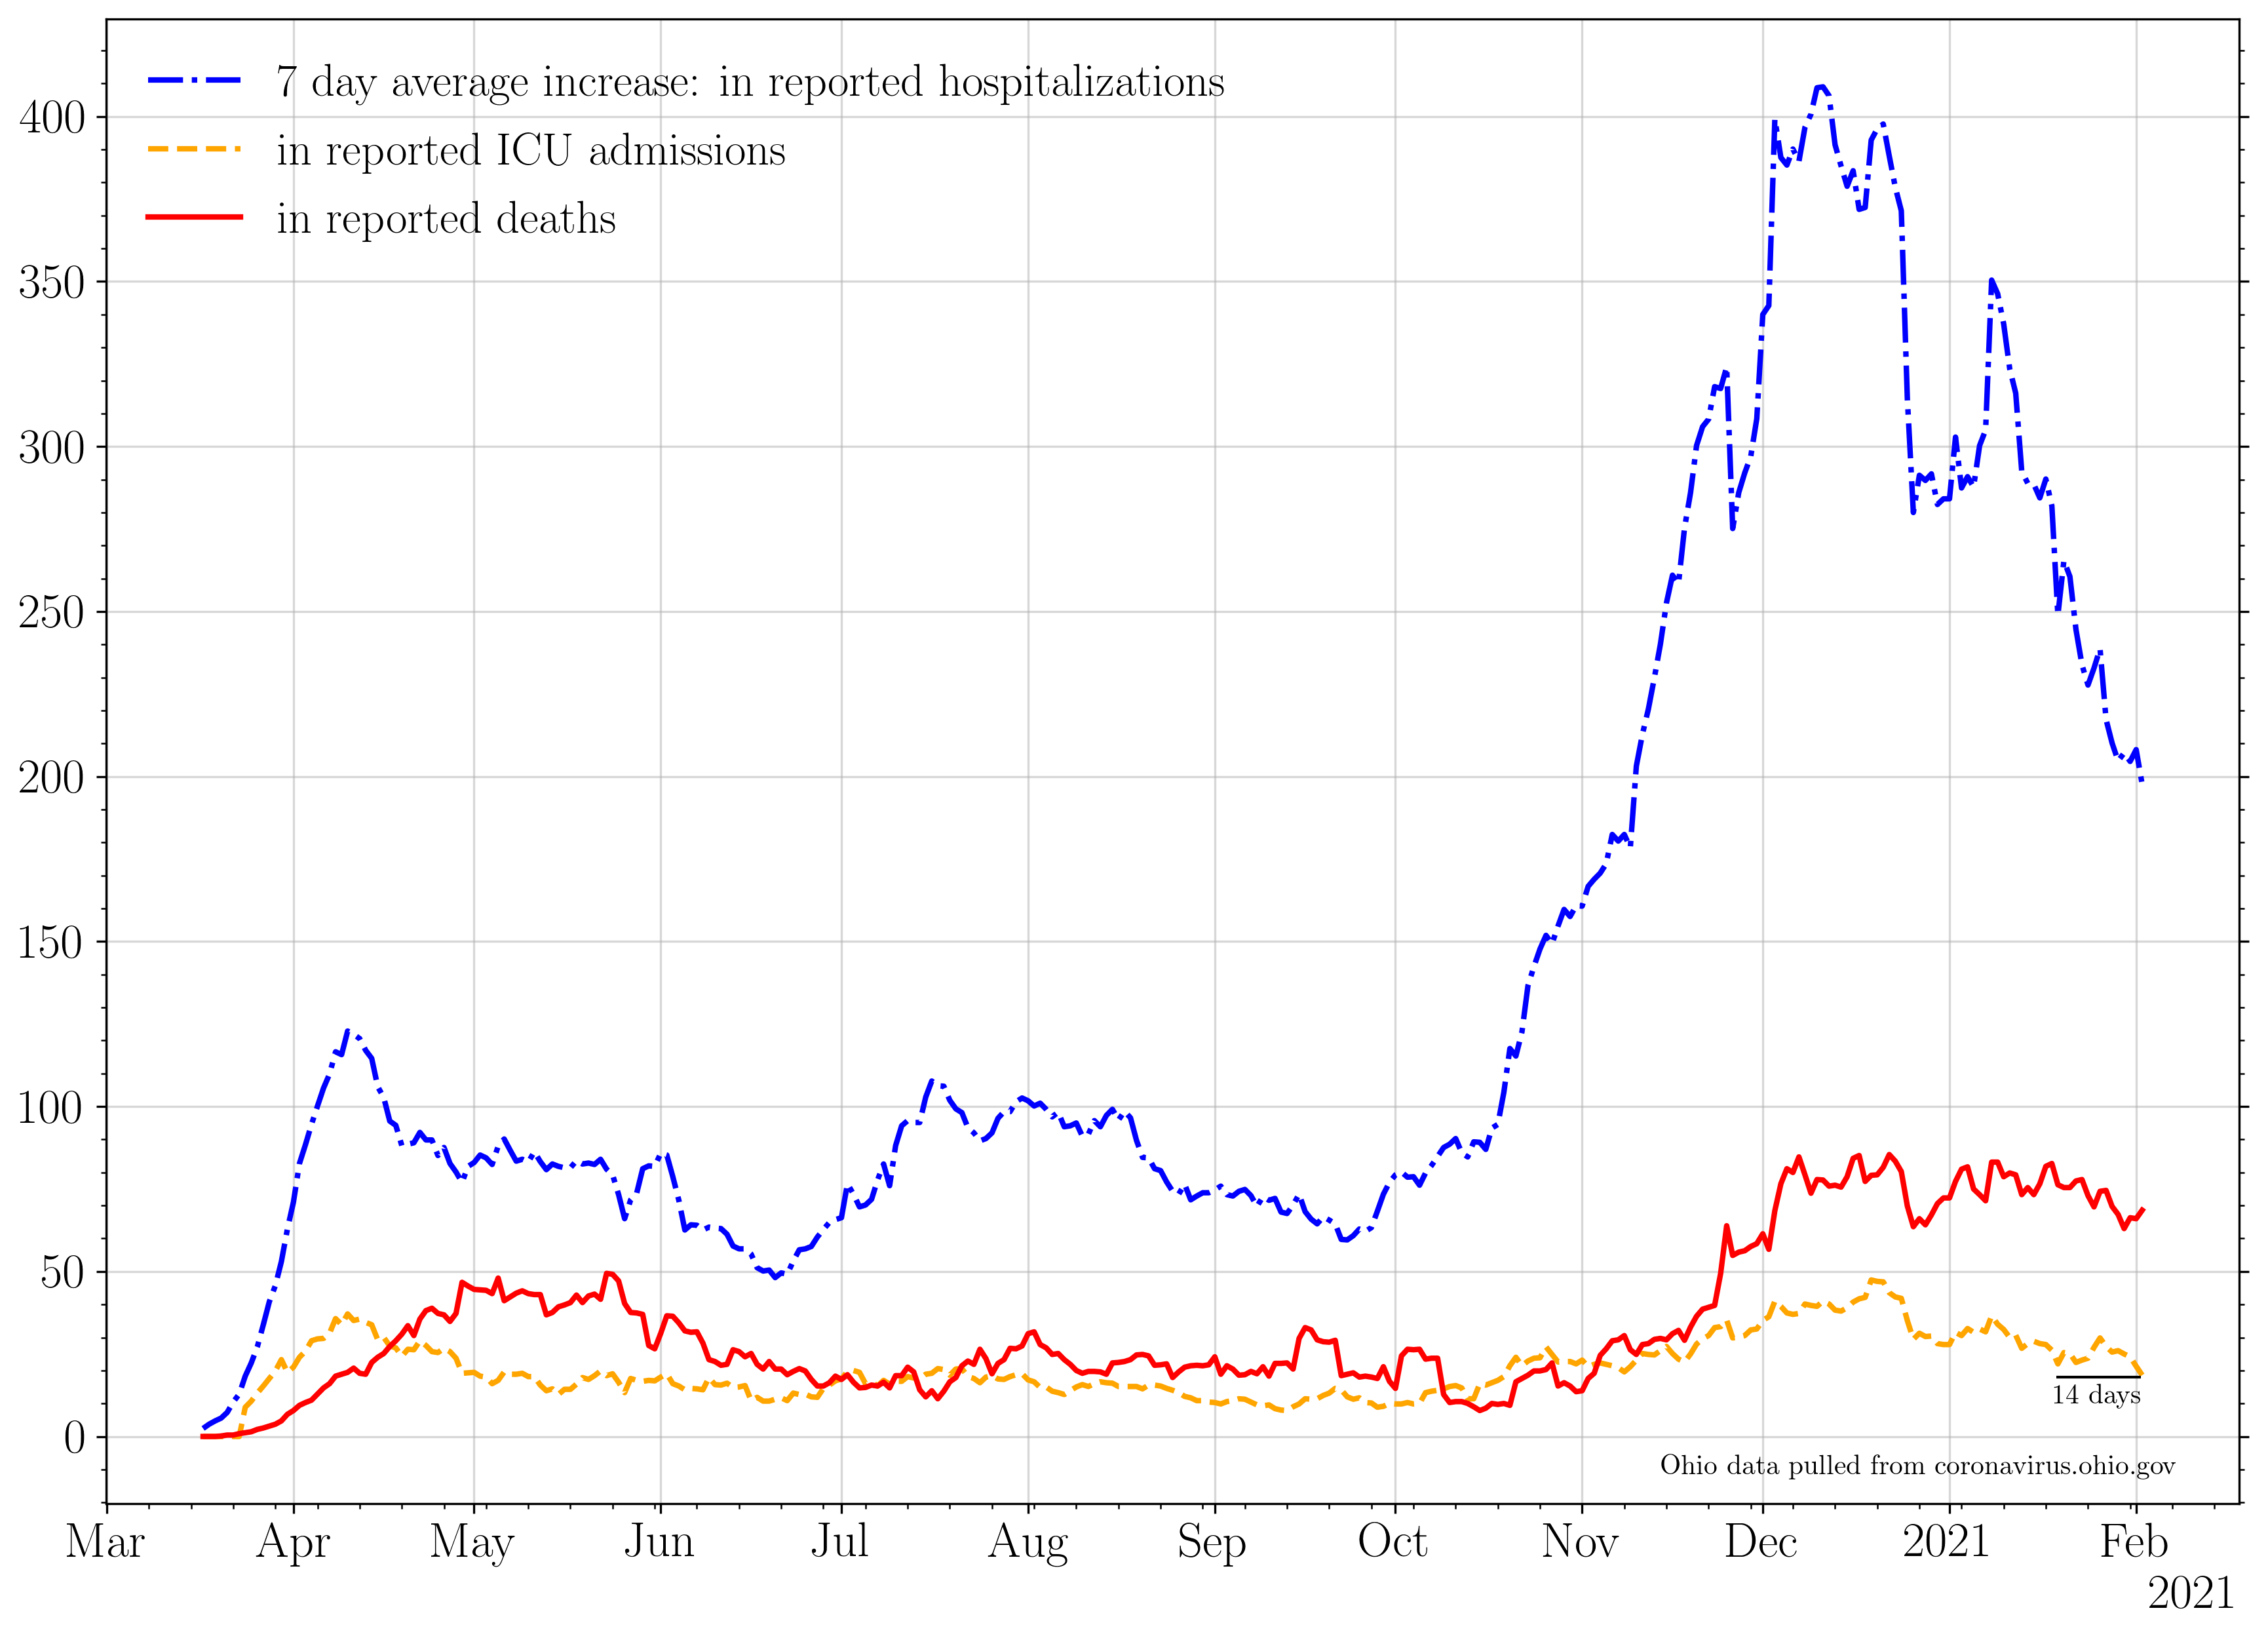 7 day average increase: in reported hospitalizations
in reported ICU admissions
in reported deaths
400
350
300
250
200
150
100
50
0
14 days
Ohio data pulled from coronavirus.ohio.gov
Mar Apr May Jun Jul Aug Sep Oct Nov Dec 2021 Feb
2021